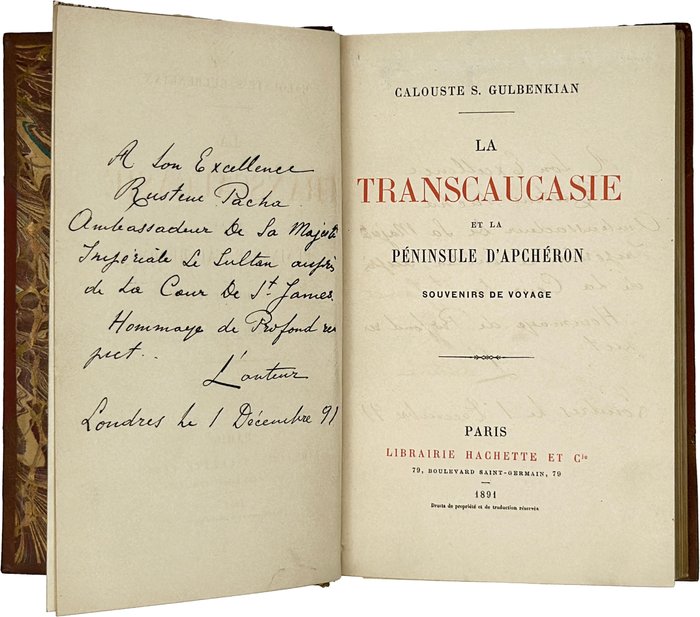 A Son Excellence
Rustem Pacha
Ambassadeur De Sa Majesté
Impériale Le Sultan auprès
de La Cour De St. James.
Hommage de Profond res
pect..
L'auteur
Londres le 1 Décembre 91
CALOUSTE S. GULBENKIAN
LA
TRANSCAUCASIE
ET LA
PÉNINSULE D'APCHÉRON
SOUVENIRS DE VOYAGE
PARIS
LIBRAIRIE HACHETTE ET Cie
79, BOULEVARD SAINT-GERMAIN, 79
1891
Droits de propriété et de traduction réservés